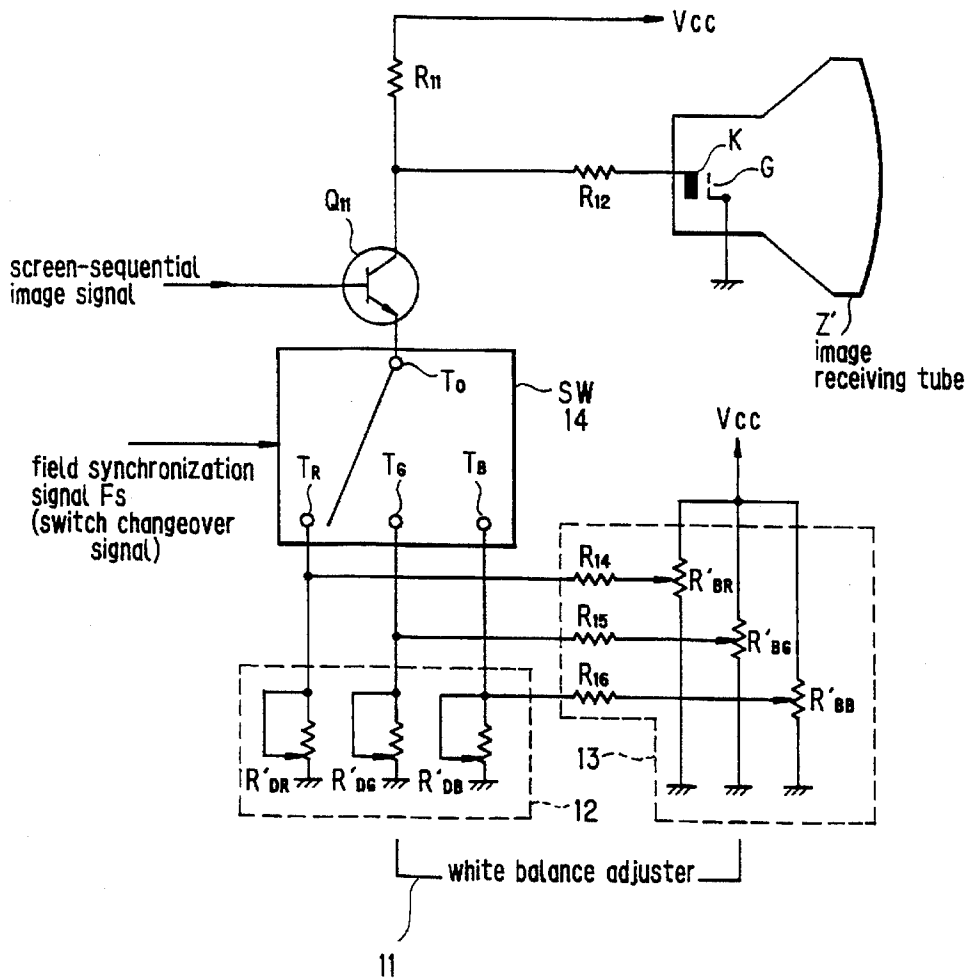 Vcc
R11
K
G
R12
Q11
screen-sequential
image signal
Z'
image
receiving tube
To
SW
14
Vcc
field synchronization
signal Fs
(switch changeover
signal)
TR
TG
TB
R14
R'BR
R15
R'BG
R16
R'BB
13
R'DR
R'DG
R'DB
12
white balance adjuster
11